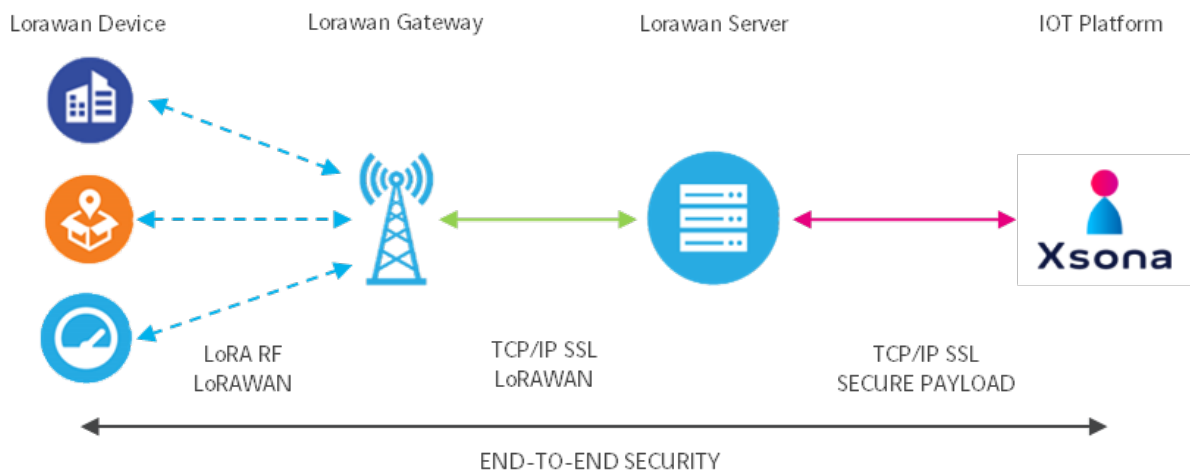 Lorawan Device
Lorawan Gateway
Lorawan Server
IOT Platform
Xsona
LoRA RF
LoRAWAN
TCP/IP SSL
LoRAWAN
TCP/IP SSL
SECURE PAYLOAD
END-TO-END SECURITY